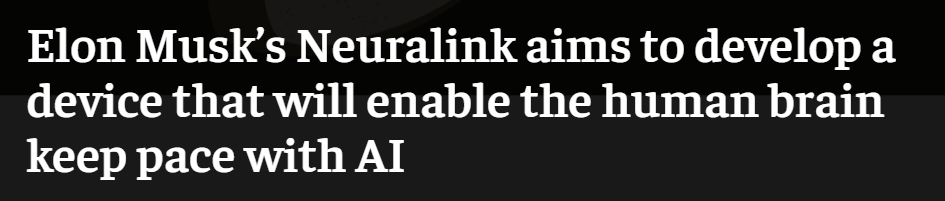 Elon Musk’s Neuralink aims to develop a
device that will enable the human brain
keep pace with AI